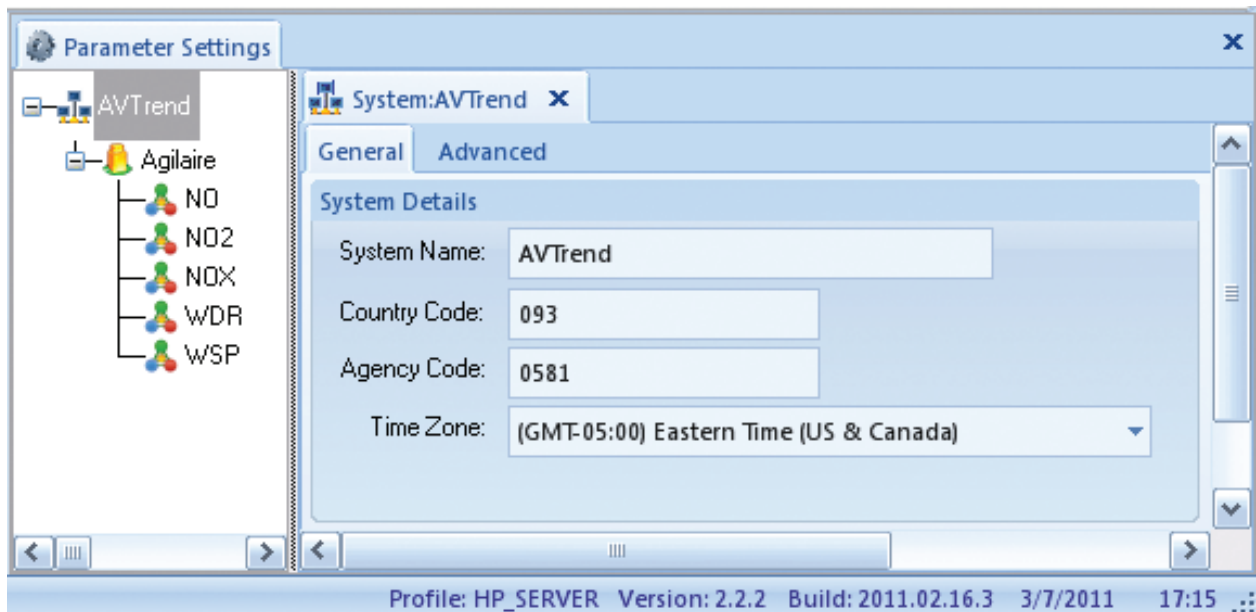 Parameter Settings
AVTrend
Agilaire
NO
NO2
NOX
WDR
WSP
System:AVTrend
General Advanced
System Details
System Name: AVTrend
Country Code: 093
Agency Code: 0581
Time Zone: (GMT-05:00) Eastern Time (US & Canada)
Profile: HP_SERVER Version: 2.2.2 Build: 2011.02.16.3 3/7/2011 17:15